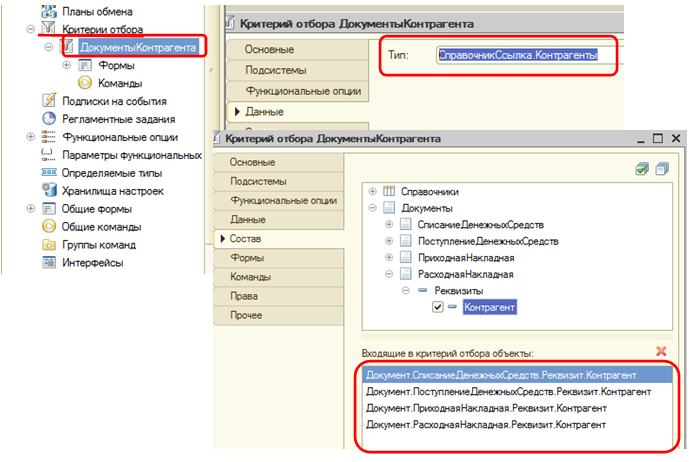 Планы обмена
Критерии отбора
ДокументыКонтрагента
Формы
Команды
Подписки на события
Регламентные задания
Функциональные опции
Параметры функциональных
Определяемые типы
Хранилища настроек
Общие формы
Общие команды
Группы команд
Интерфейсы
Критерий отбора ДокументыКонтрагента
Основные
Подсистемы
Функциональные опции
Данные
Тип:
СправочникСсылка.Контрагенты
Критерий отбора ДокументыКонтрагента
Основные
Подсистемы
Функциональные опции
Данные
Состав
Формы
Команды
Права
Прочее
Справочники
Документы
СписаниеДенежныхСредств
ПоступлениеДенежныхСредств
ПриходнаяНакладная
РасходнаяНакладная
Реквизиты
Контрагент
Входящие в критерий отбора объекты:
Документ.СписаниеДенежныхСредств.Реквизит.Контрагент
Документ.ПоступлениеДенежныхСредств.Реквизит.Контрагент
Документ.ПриходнаяНакладная.Реквизит.Контрагент
Документ.РасходнаяНакладная.Реквизит.Контрагент